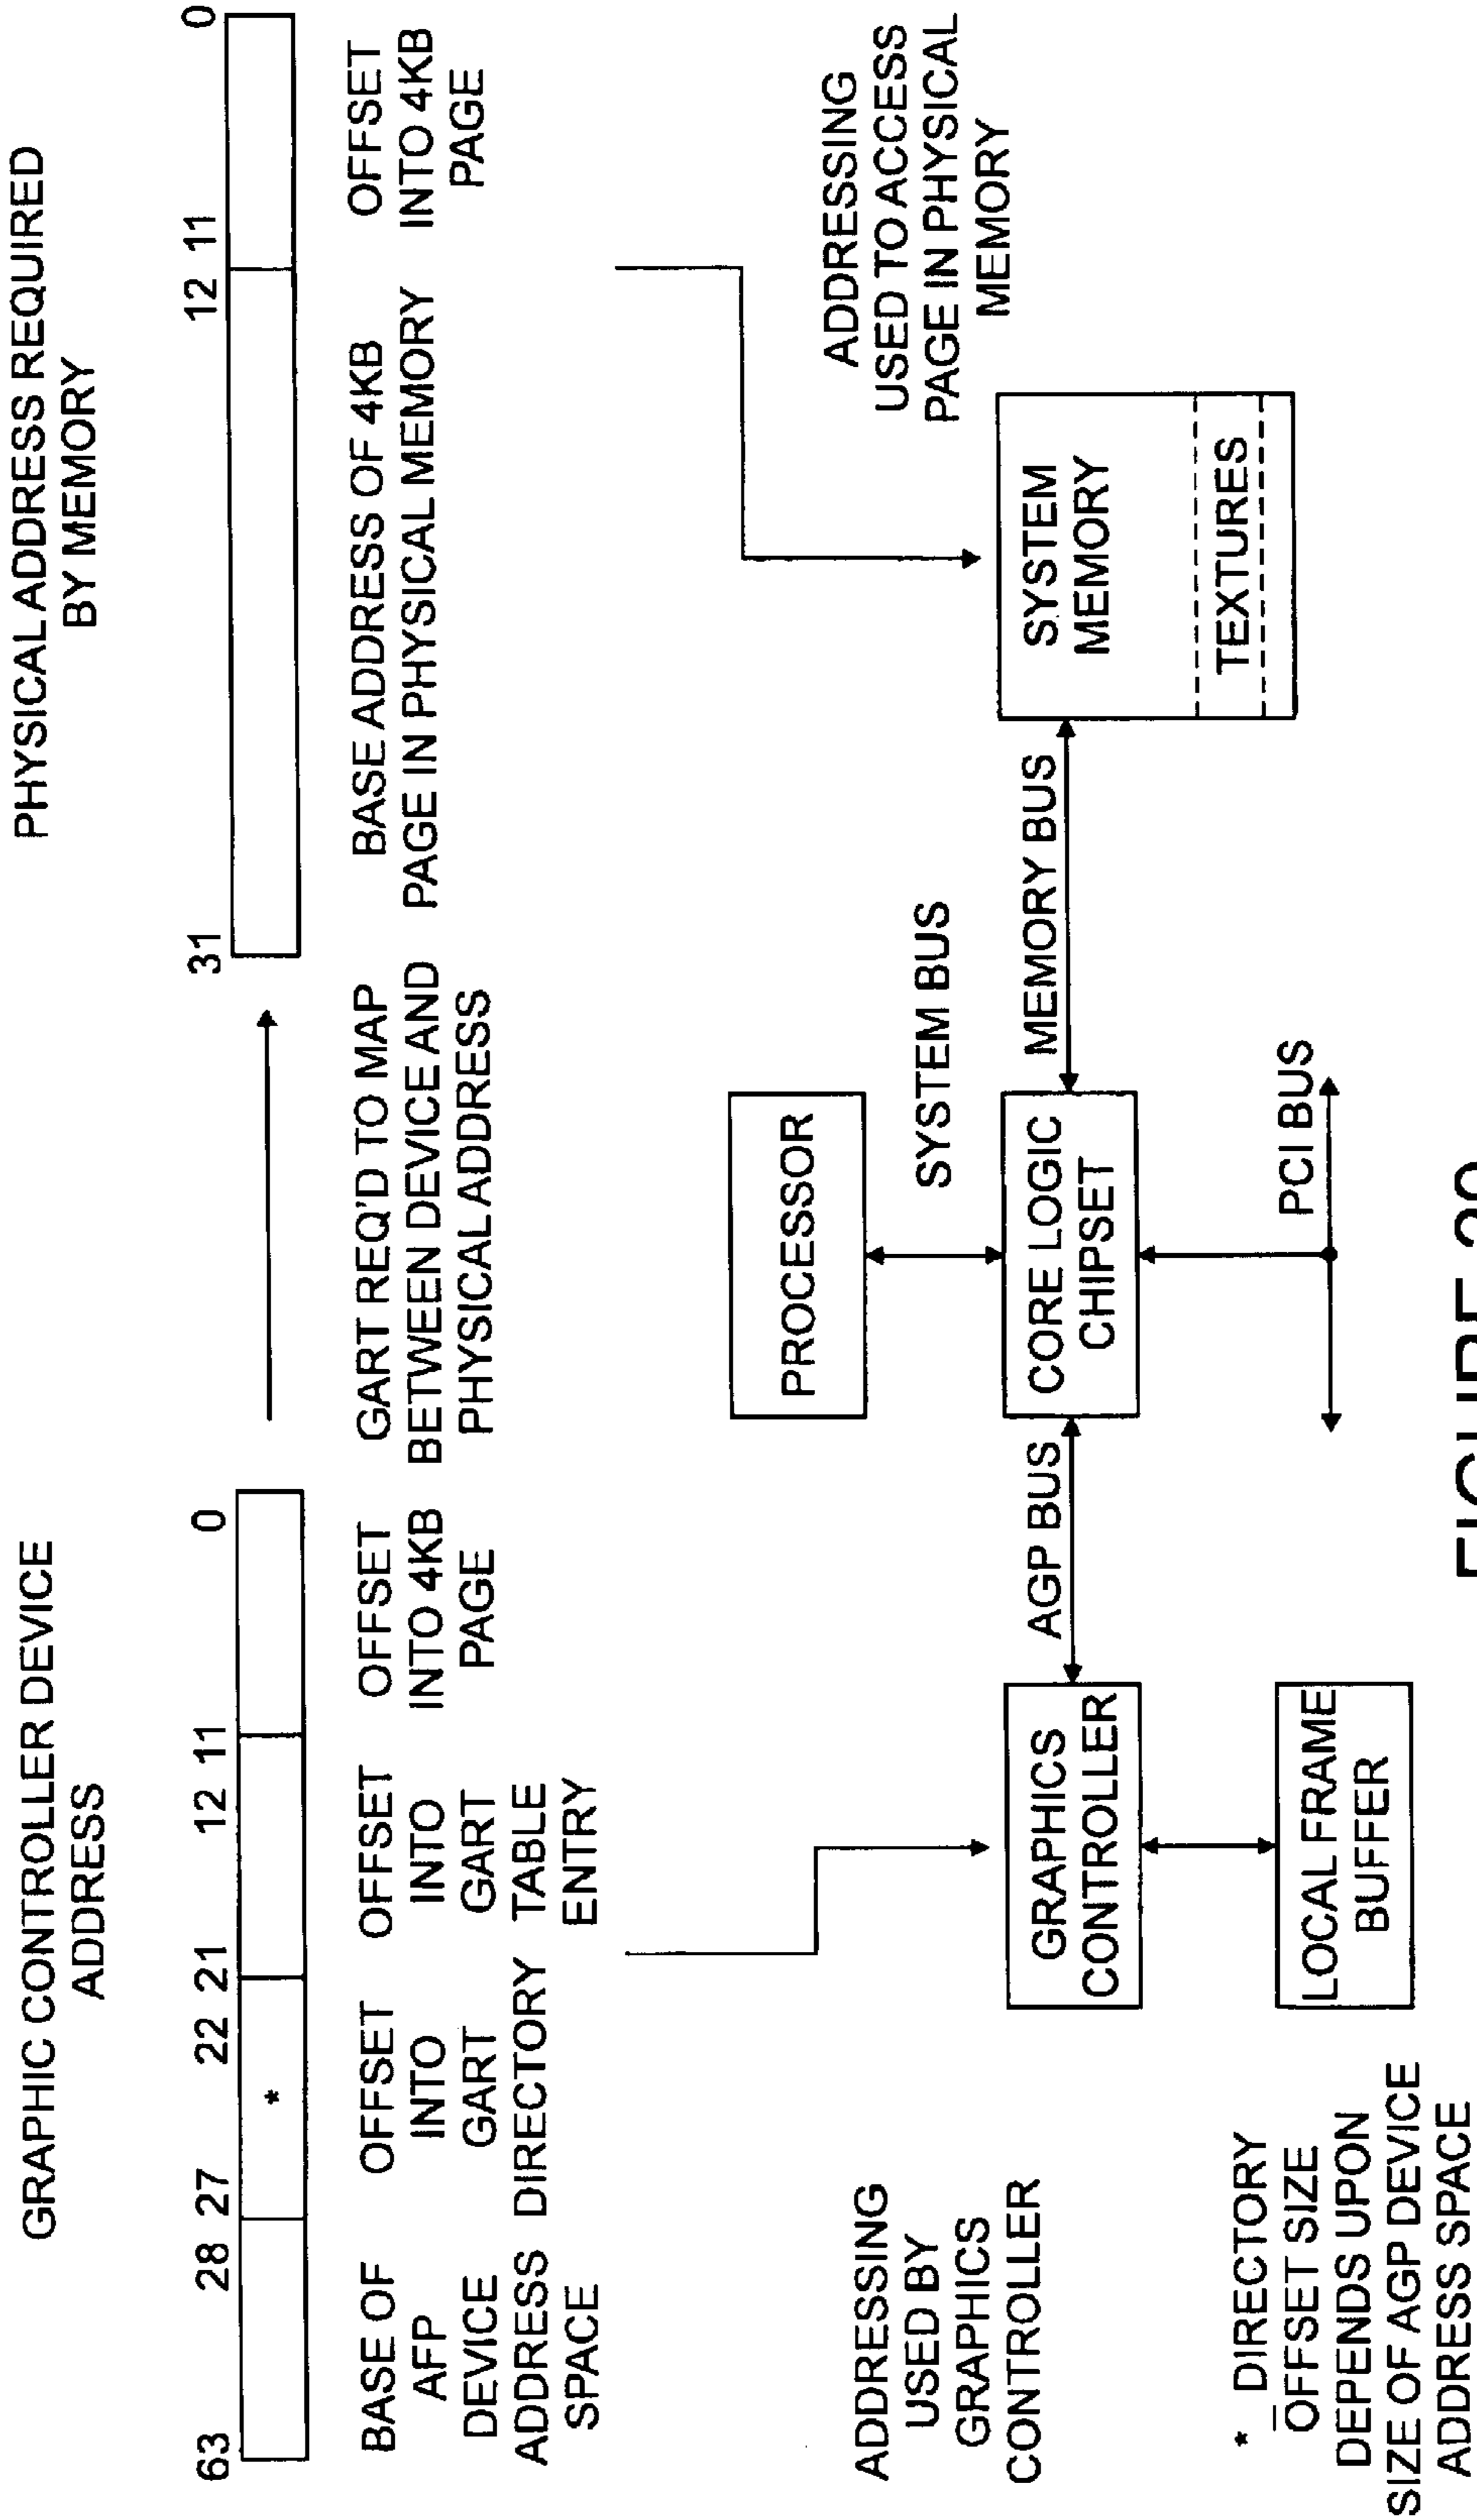 GRAPHIC CONTROLLER DEVICE
ADDRESS
63 28 27 22 21 12 11 0
*
BASE OF
AFP
DEVICE
ADDRESS
SPACE
OFFSET
INTO
GART
DIRECTORY
OFFSET
INTO
GART
TABLE
ENTRY
OFFSET
INTO 4KB
PAGE
GART REQ'D TO MAP
BETWEEN DEVICE AND
PHYSICAL ADDRESS
PHYSICAL ADDRESS REQUIRED
BY MEMORY
31 12 11 0
BASE ADDRESS OF 4KB
PAGE IN PHYSICAL MEMORY
OFFSET
INTO 4KB
PAGE
ADDRESSING
USED BY
GRAPHICS
CONTROLLER
PROCESSOR
SYSTEM BUS
ADDRESSING
USED TO ACCESS
PAGE IN PHYSICAL
MEMORY
GRAPHICS
CONTROLLER
AGP BUS
CORE LOGIC
CHIPSET
MEMORY BUS
SYSTEM
MEMORY
TEXTURES
LOCAL FRAME
BUFFER
PCI BUS
* DIRECTORY
OFFSET SIZE
DEPENDS UPON
SIZE OF AGP DEVICE
ADDRESS SPACE
FIGURE